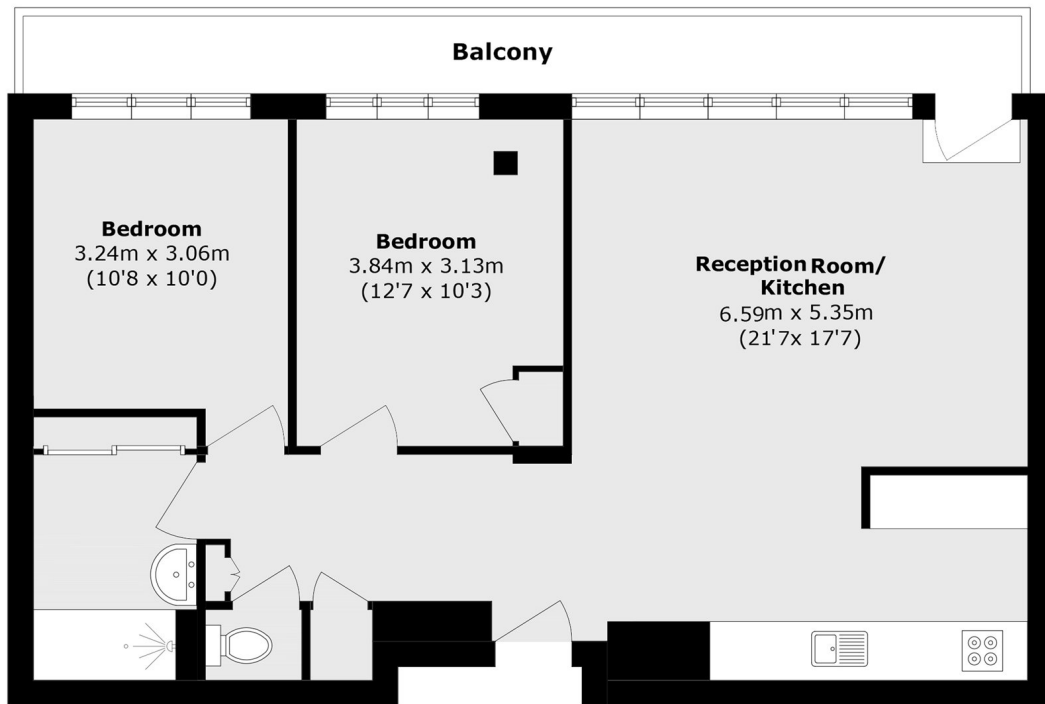 Balcony
Bedroom
3.24m x 3.06m
(10'8 x 10'0)
Bedroom
3.84m x 3.13m
(12'7 x 10'3)
Reception Room/
Kitchen
6.59m x 5.35m
(21'7x 17'7)